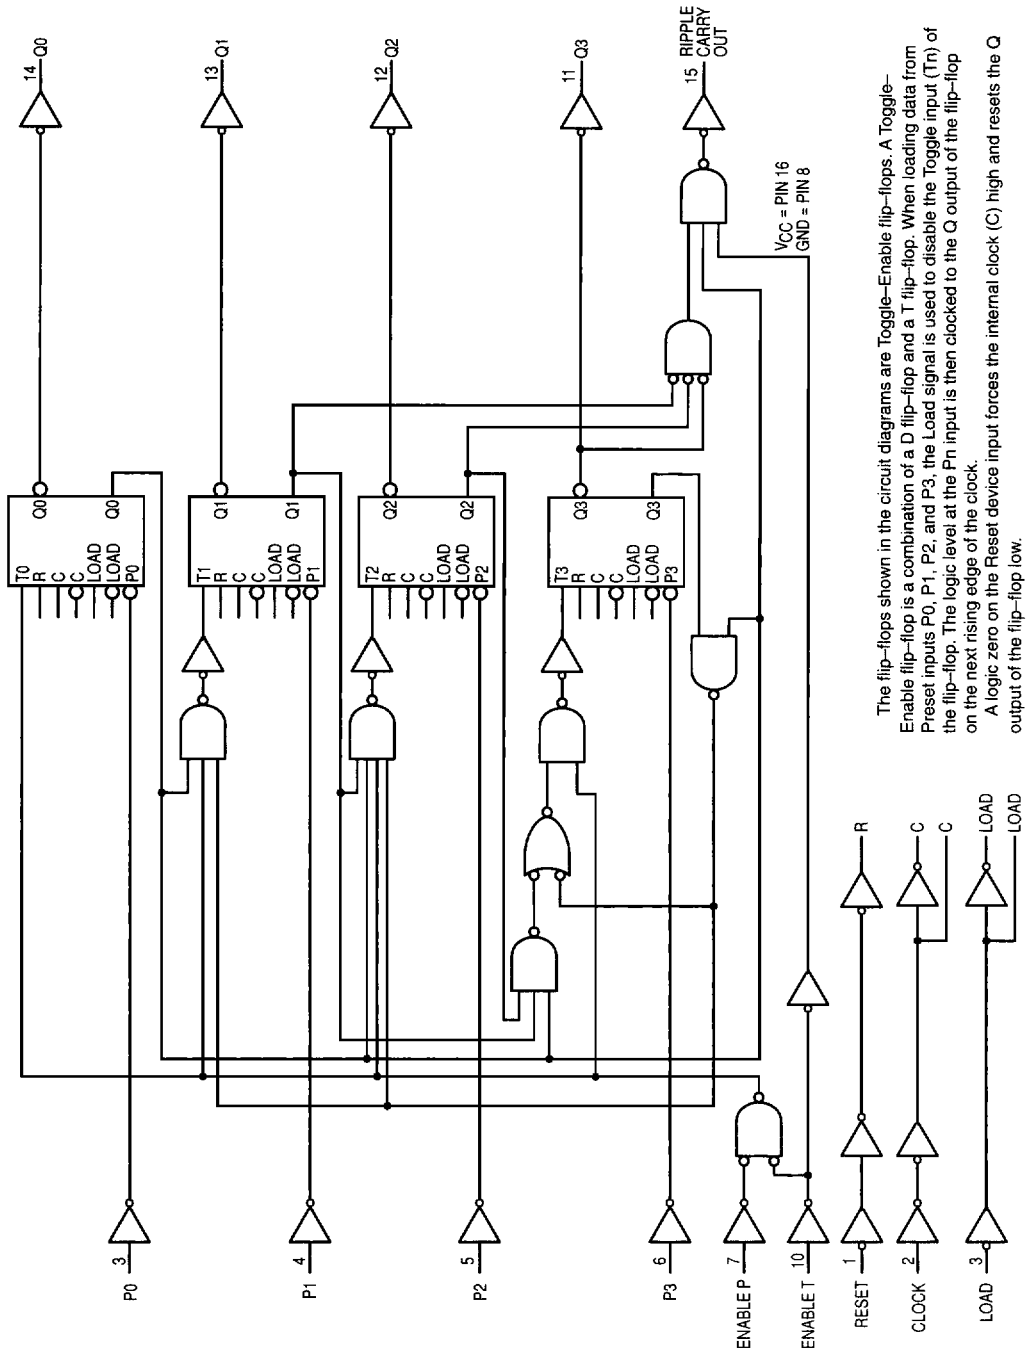 P0
3
P1
4
P2
5
P3
6
ENABLE P
7
ENABLE T
10
RESET
1
CLOCK
2
LOAD
3
R
C
C
LOAD
LOAD
T0
R
C
C
LOAD
LOAD
P0
Q0
Q0
14
Q0
T1
R
C
C
LOAD
LOAD
P1
Q1
Q1
13
Q1
T2
R
C
C
LOAD
LOAD
P2
Q2
Q2
12
Q2
T3
R
C
C
LOAD
LOAD
P3
Q3
Q3
11
Q3
15
RIPPLE
CARRY
OUT
VCC = PIN 16
GND = PIN 8
The flip–flops shown in the circuit diagrams are Toggle–Enable flip–flops. A Toggle–
Enable flip–flop is a combination of a D flip–flop and a T flip–flop. When loading data from
Preset inputs P0, P1, P2, and P3, the Load signal is used to disable the Toggle input (Tn) of
the flip–flop. The logic level at the Pn input is then clocked to the Q output of the flip–flop
on the next rising edge of the clock.
A logic zero on the Reset device input forces the internal clock (C) high and resets the Q
output of the flip–flop low.